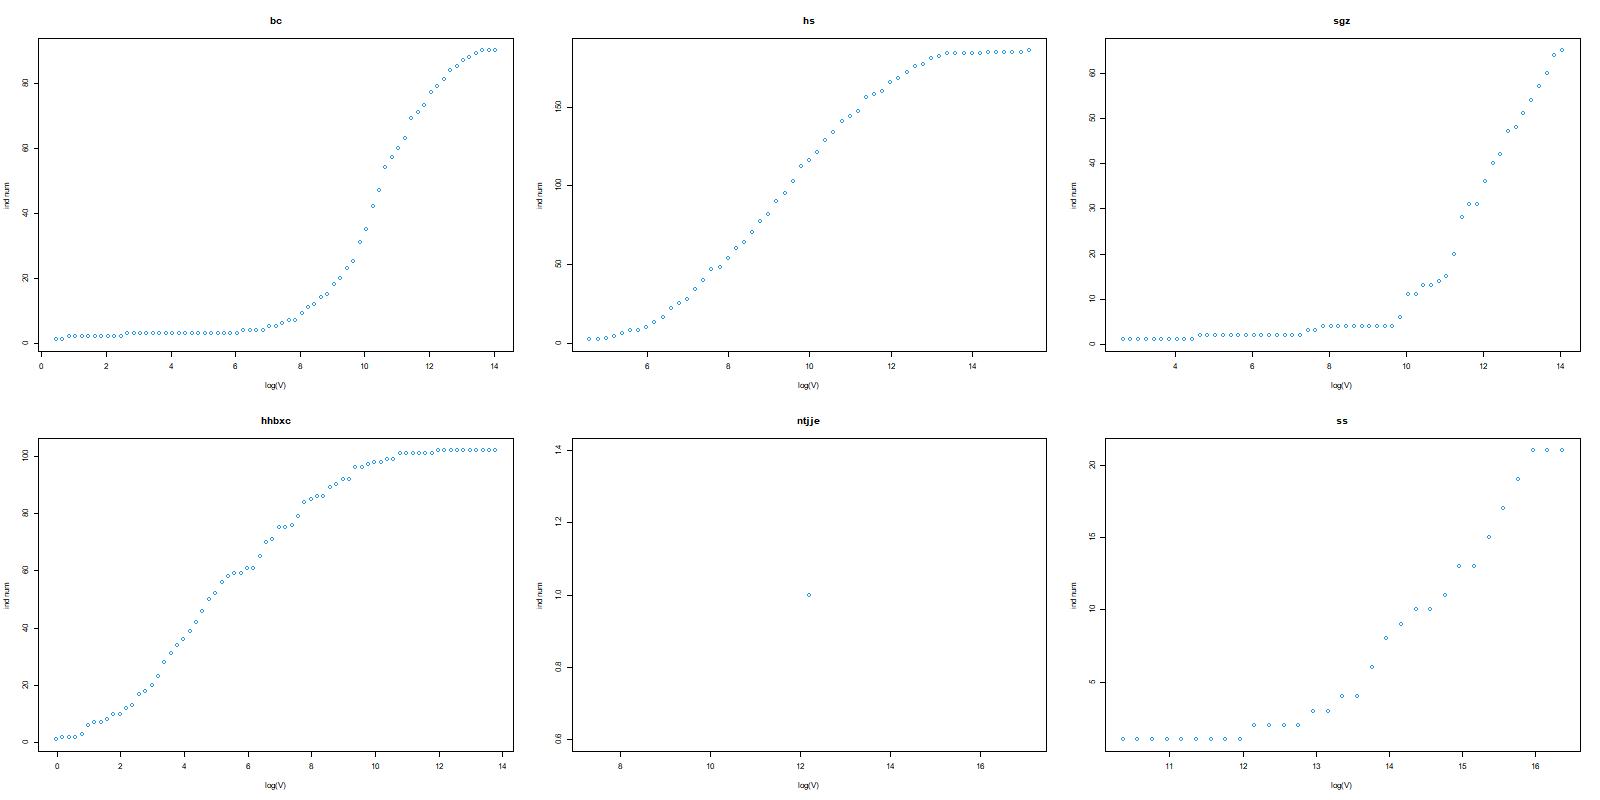 bc
ind num
0 20 40 60 80
0 2 4 6 8 10 12 14
log(V)
hs
ind num
0 50 100 150
6 8 10 12 14
log(V)
sgz
ind num
0 10 20 30 40 50 60
4 6 8 10 12 14
log(V)
hhbxc
ind num
0 20 40 60 80 100
0 2 4 6 8 10 12 14
log(V)
ntjje
ind num
0.6 0.8 1.0 1.2 1.4
8 10 12 14 16
log(V)
ss
ind num
5 10 15 20
11 12 13 14 15 16
log(V)